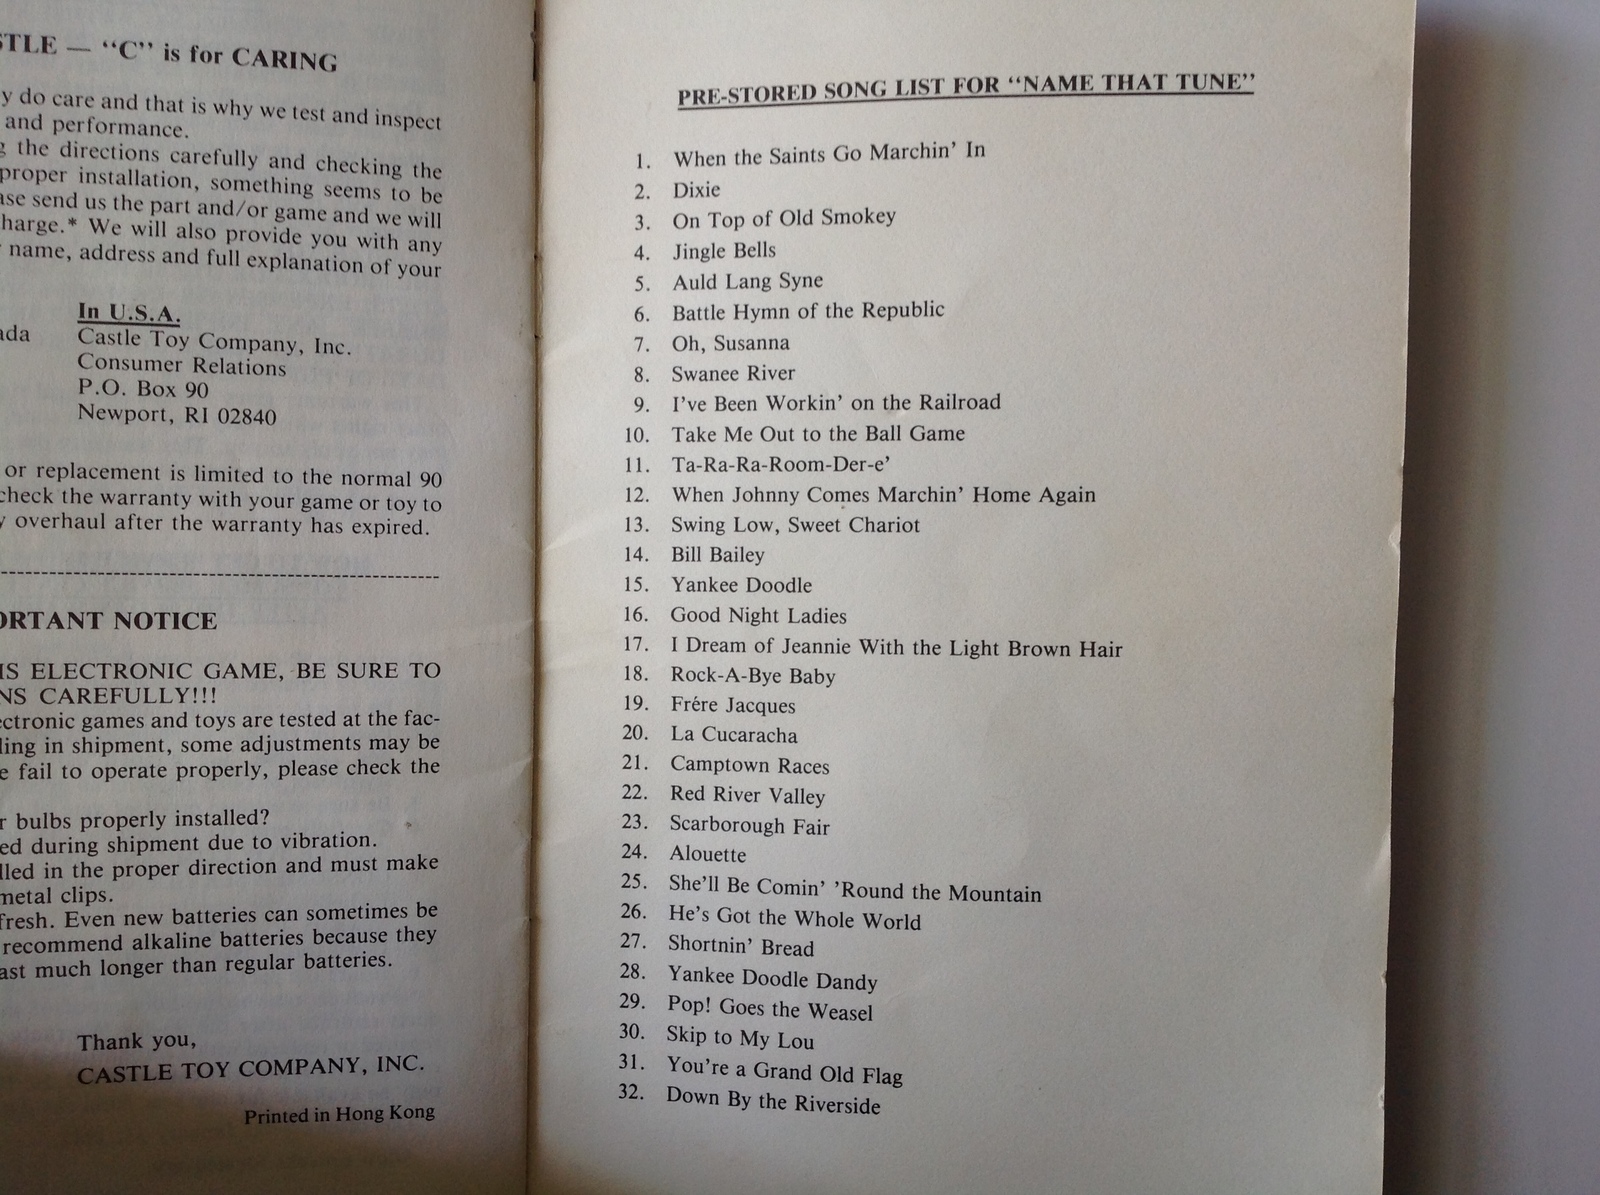 STLE — "C" is for CARING
y do care and that is why we test and inspect
and performance.
g the directions carefully and checking the
proper installation, something seems to be
ase send us the part and/or game and we will
harge.* We will also provide you with any
name, address and full explanation of your
In U.S.A.
ada Castle Toy Company, Inc.
Consumer Relations
P.O. Box 90
Newport, RI 02840
or replacement is limited to the normal 90
check the warranty with your game or toy to
y overhaul after the warranty has expired.
ORTANT NOTICE
IS ELECTRONIC GAME, BE SURE TO
NS CAREFULLY!!!
ectronic games and toys are tested at the fac-
ling in shipment, some adjustments may be
e fail to operate properly, please check the
r bulbs properly installed?
ed during shipment due to vibration.
lled in the proper direction and must make
metal clips.
fresh. Even new batteries can sometimes be
recommend alkaline batteries because they
ast much longer than regular batteries.
Thank you,
CASTLE TOY COMPANY, INC.
Printed in Hong Kong
PRE-STORED SONG LIST FOR "NAME THAT TUNE"
1. When the Saints Go Marchin' In
2. Dixie
3. On Top of Old Smokey
4. Jingle Bells
5. Auld Lang Syne
6. Battle Hymn of the Republic
7. Oh, Susanna
8. Swanee River
9. I've Been Workin' on the Railroad
10. Take Me Out to the Ball Game
11. Ta-Ra-Ra-Room-Der-e'
12. When Johnny Comes Marchin' Home Again
13. Swing Low, Sweet Chariot
14. Bill Bailey
15. Yankee Doodle
16. Good Night Ladies
17. I Dream of Jeannie With the Light Brown Hair
18. Rock-A-Bye Baby
19. Frére Jacques
20. La Cucaracha
21. Camptown Races
22. Red River Valley
23. Scarborough Fair
24. Alouette
25. She'll Be Comin' 'Round the Mountain
26. He's Got the Whole World
27. Shortnin' Bread
28. Yankee Doodle Dandy
29. Pop! Goes the Weasel
30. Skip to My Lou
31. You're a Grand Old Flag
32. Down By the Riverside